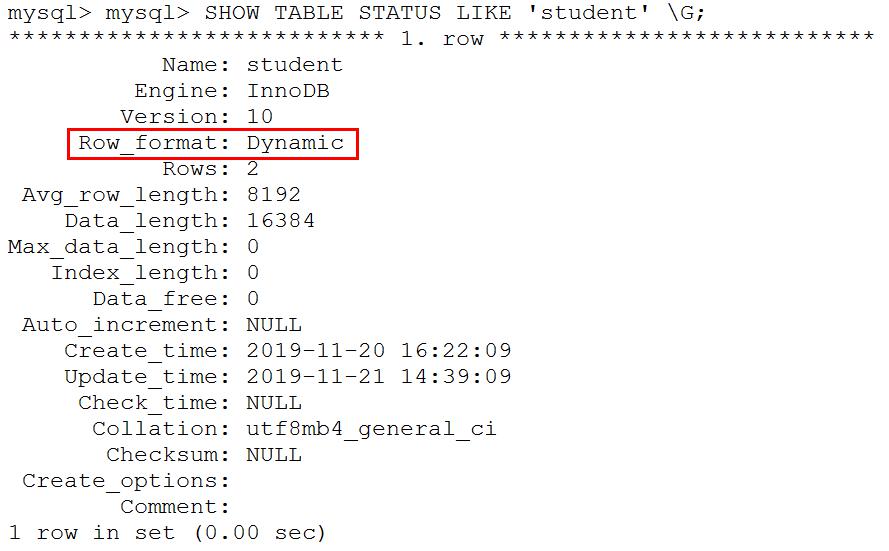 mysql> mysql> SHOW TABLE STATUS LIKE 'student' \G;
*************************** 1. row ***************************
Name: student
Engine: InnoDB
Version: 10
Row_format: Dynamic
Rows: 2
Avg_row_length: 8192
Data_length: 16384
Max_data_length: 0
Index_length: 0
Data_free: 0
Auto_increment: NULL
Create_time: 2019-11-20 16:22:09
Update_time: 2019-11-21 14:39:09
Check_time: NULL
Collation: utf8mb4_general_ci
Checksum: NULL
Create_options:
Comment:
1 row in set (0.00 sec)